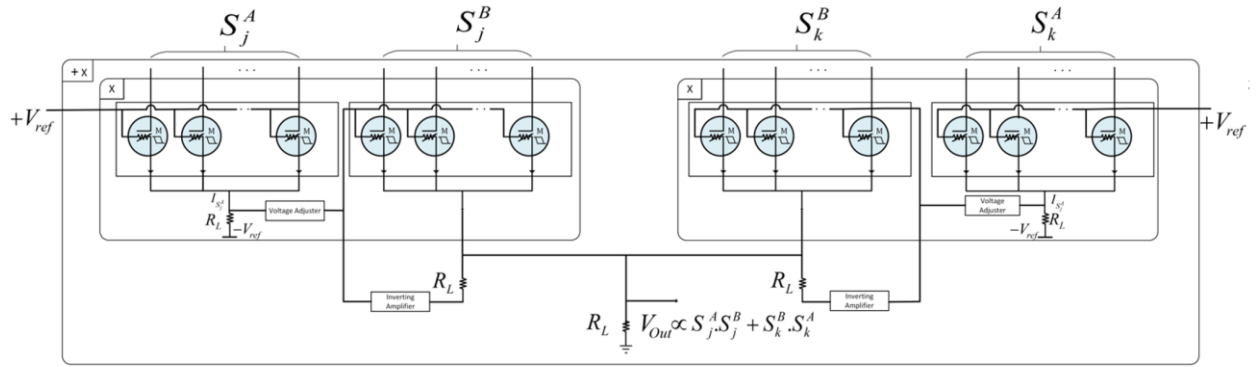 S_j^A S_j^B S_k^B S_k^A
... ... ... ...
+X
X X
+V_ref +V_ref
M M M M M M M M M M M M
... ... ... ...
I_{S_j^A} Voltage Adjuster Voltage Adjuster I_{S_j^A}
R_L R_L
−V_ref −V_ref
R_L Inverting Amplifier R_L Inverting Amplifier
R_L V_Out ∝ S_j^A.S_j^B + S_k^B.S_k^A